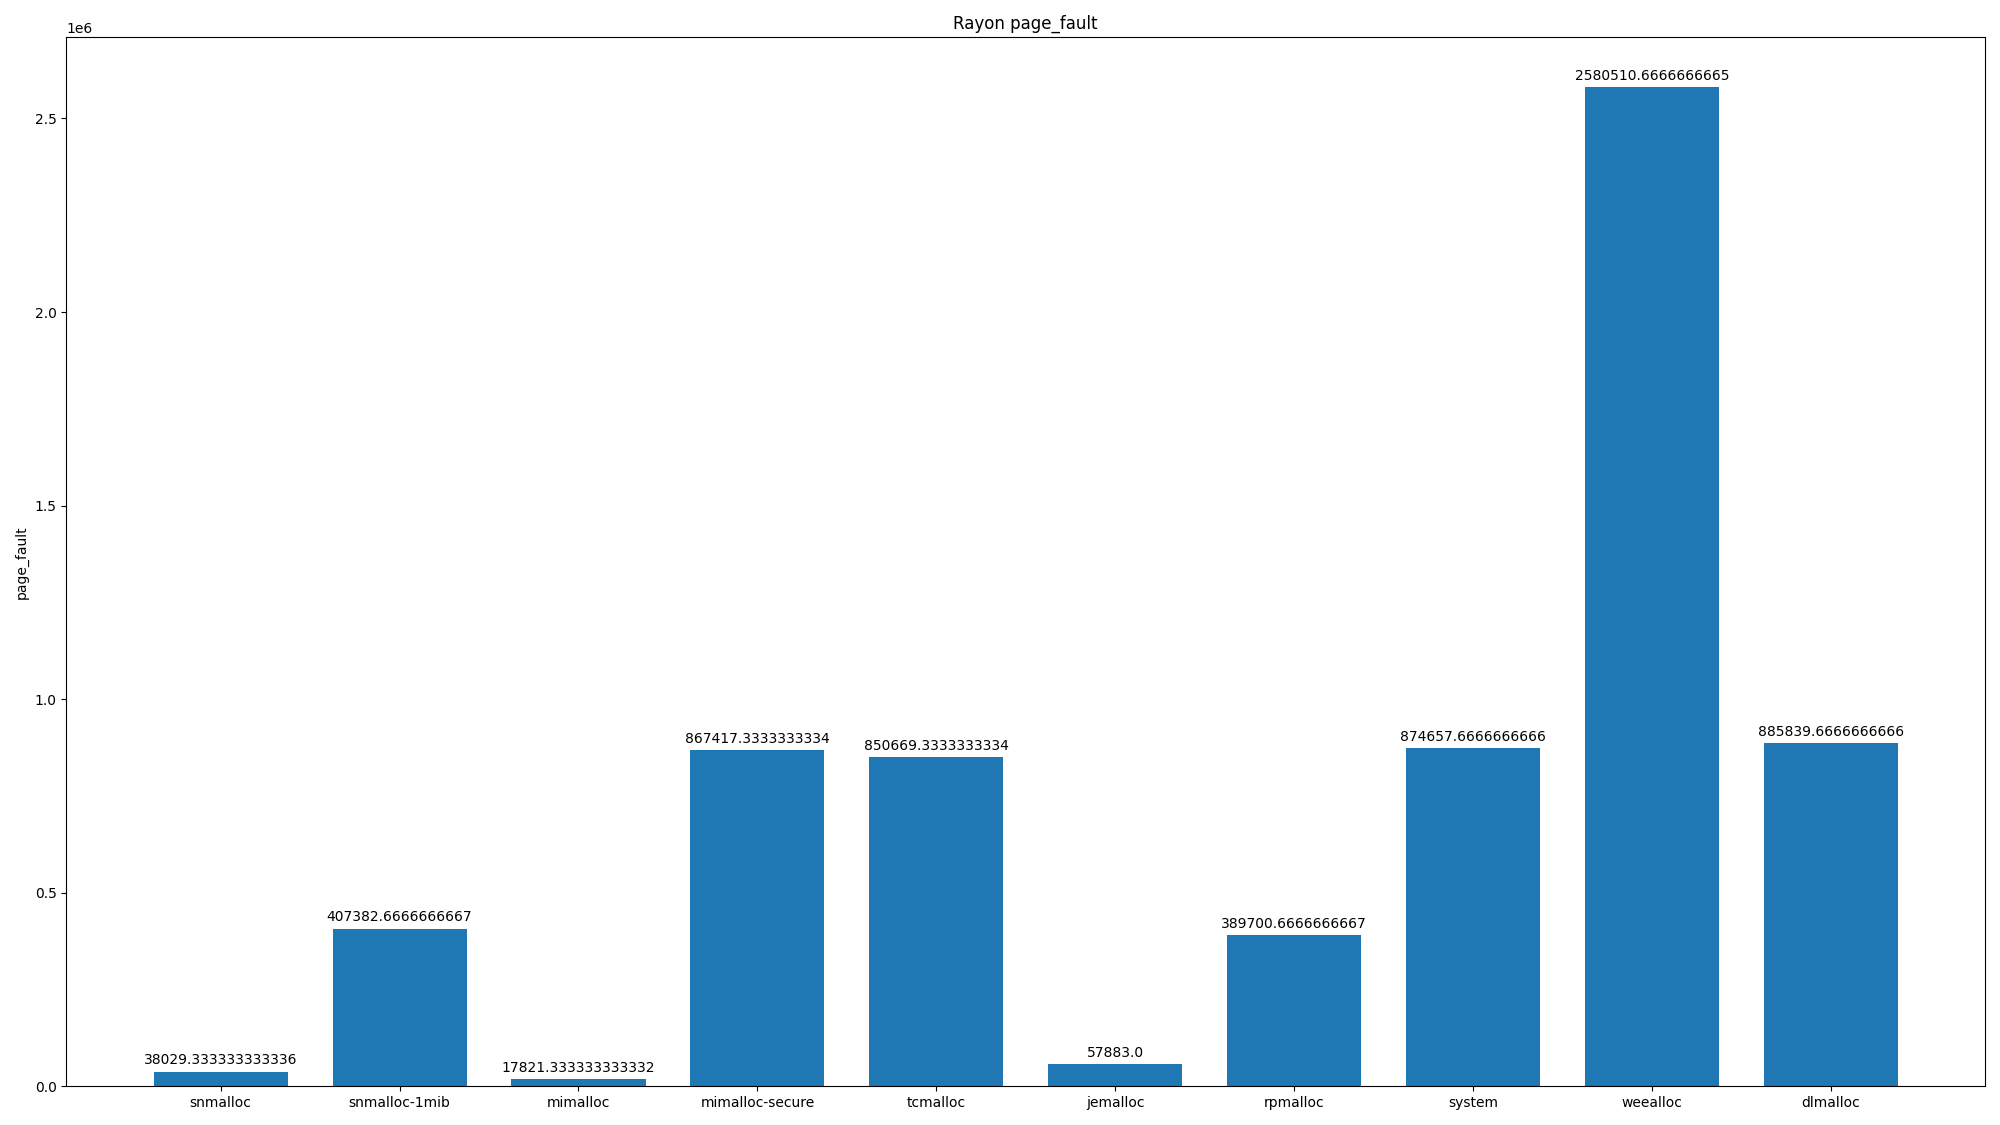 Rayon page_fault
1e6
2.5
2.0
1.5
1.0
0.5
0.0
page_fault
38029.333333333336
407382.6666666667
17821.333333333332
867417.3333333334
850669.3333333334
57883.0
389700.6666666667
874657.6666666666
2580510.6666666665
885839.6666666666
snmalloc
snmalloc-1mib
mimalloc
mimalloc-secure
tcmalloc
jemalloc
rpmalloc
system
weealloc
dlmalloc